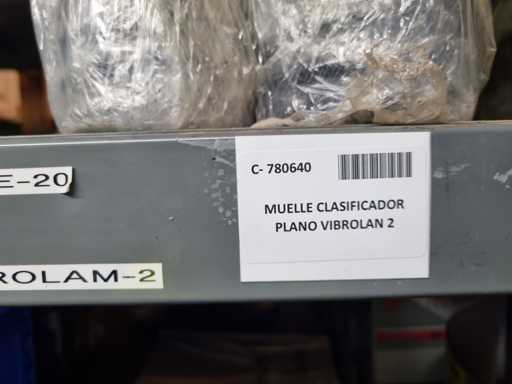 E-20
C- 780640
MUELLE CLASIFICADOR
PLANO VIBROLAN 2
ROLAM-2